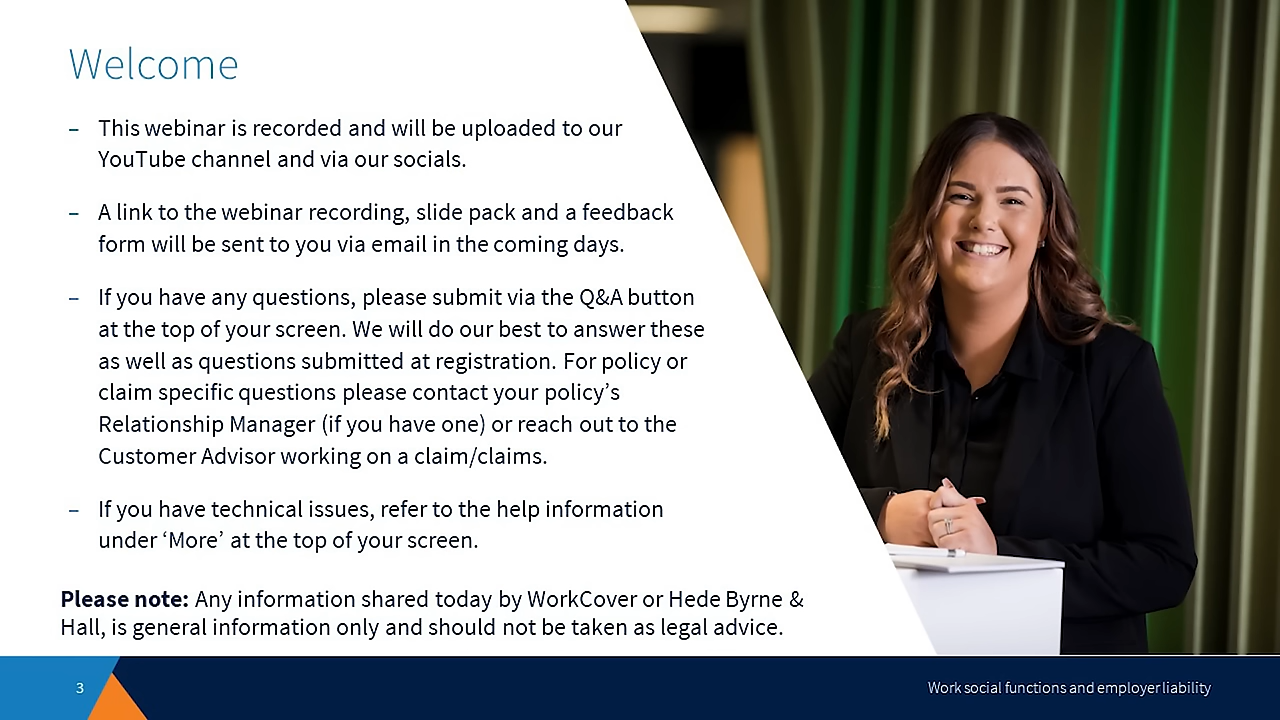 Welcome
– This webinar is recorded and will be uploaded to our
YouTube channel and via our socials.
– A link to the webinar recording, slide pack and a feedback
form will be sent to you via email in the coming days.
– If you have any questions, please submit via the Q&A button
at the top of your screen. We will do our best to answer these
as well as questions submitted at registration. For policy or
claim specific questions please contact your policy’s
Relationship Manager (if you have one) or reach out to the
Customer Advisor working on a claim/claims.
– If you have technical issues, refer to the help information
under ‘More’ at the top of your screen.
Please note: Any information shared today by WorkCover or Hede Byrne &
Hall, is general information only and should not be taken as legal advice.
3
Work social functions and employer liability